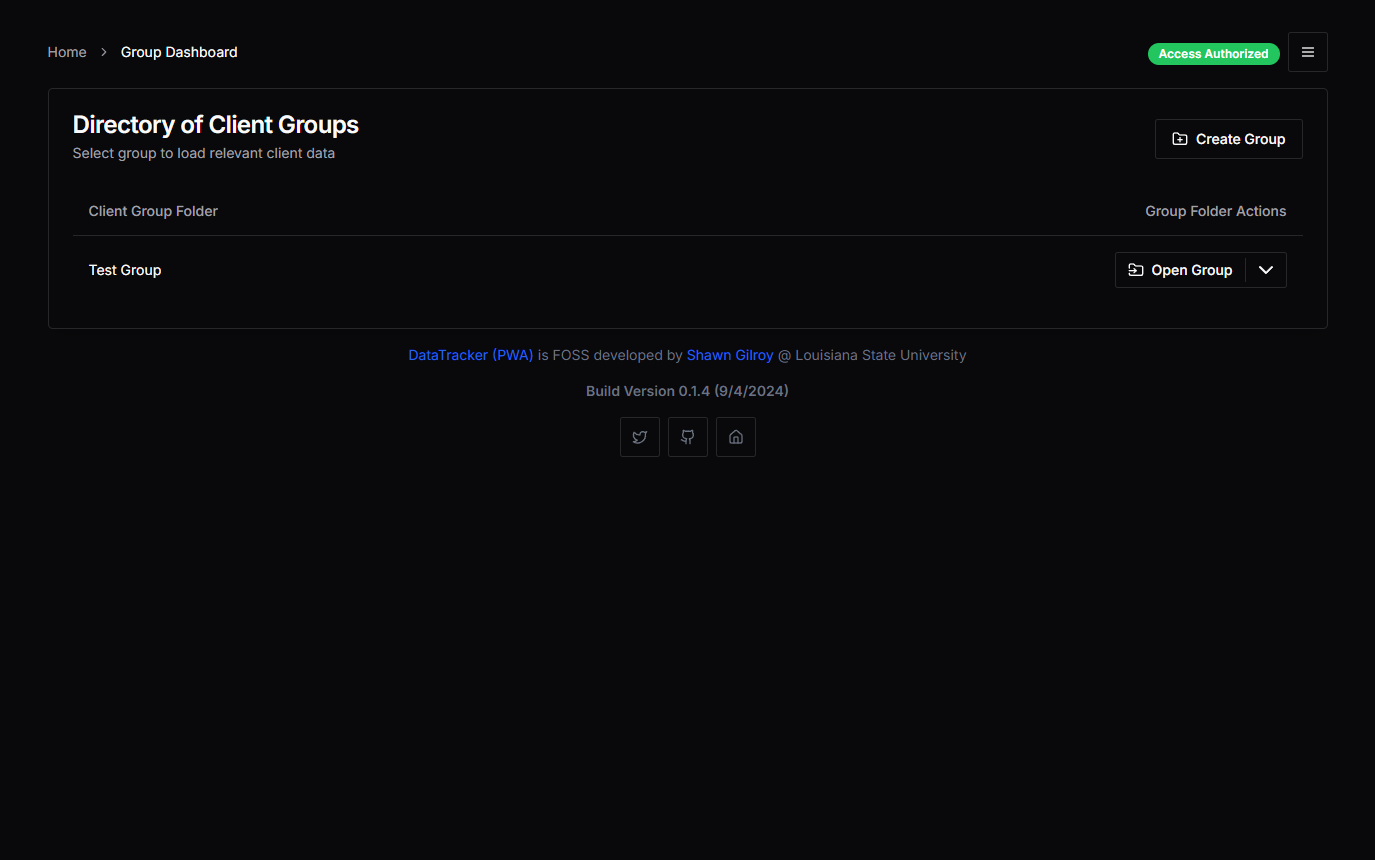 Home > Group Dashboard
Access Authorized
Directory of Client Groups
Select group to load relevant client data
Create Group
Client Group Folder
Group Folder Actions
Test Group
Open Group
DataTracker (PWA) is FOSS developed by Shawn Gilroy @ Louisiana State University
Build Version 0.1.4 (9/4/2024)